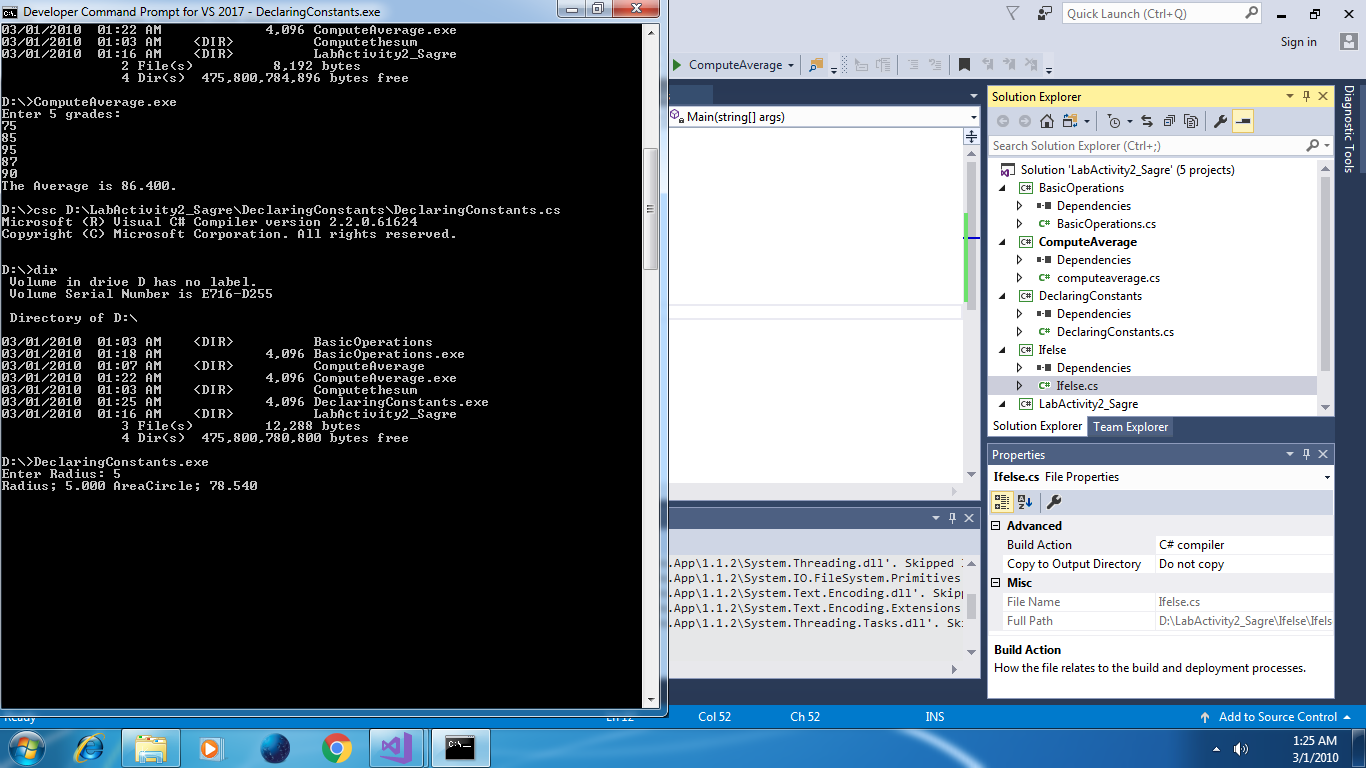 Developer Command Prompt for VS 2017 - DeclaringConstants.exe
03/01/2010  01:22 AM             4,096 ComputeAverage.exe
03/01/2010  01:03 AM    <DIR>          Computethesum
03/01/2010  01:16 AM    <DIR>          LabActivity2_Sagre
               2 File(s)          8,192 bytes
               4 Dir(s)  475,800,784,896 bytes free
D:\>ComputeAverage.exe
Enter 5 grades:
75
85
95
87
90
The Average is 86.400.
D:\>csc D:\LabActivity2_Sagre\DeclaringConstants\DeclaringConstants.cs
Microsoft (R) Visual C# Compiler version 2.2.0.61624
Copyright (C) Microsoft Corporation. All rights reserved.
D:\>dir
 Volume in drive D has no label.
 Volume Serial Number is E716-D255
 Directory of D:\
03/01/2010  01:03 AM    <DIR>          BasicOperations
03/01/2010  01:18 AM             4,096 BasicOperations.exe
03/01/2010  01:07 AM    <DIR>          ComputeAverage
03/01/2010  01:22 AM             4,096 ComputeAverage.exe
03/01/2010  01:03 AM    <DIR>          Computethesum
03/01/2010  01:25 AM             4,096 DeclaringConstants.exe
03/01/2010  01:16 AM    <DIR>          LabActivity2_Sagre
               3 File(s)         12,288 bytes
               4 Dir(s)  475,800,780,800 bytes free
D:\>DeclaringConstants.exe
Enter Radius: 5
Radius; 5.000 AreaCircle; 78.540
Quick Launch (Ctrl+Q)
Sign in
ComputeAverage
Main(string[] args)
.App\1.1.2\System.Threading.dll'. Skipped
.App\1.1.2\System.IO.FileSystem.Primitives
.App\1.1.2\System.Text.Encoding.dll'. Skip
.App\1.1.2\System.Text.Encoding.Extensions
.App\1.1.2\System.Threading.Tasks.dll'. Sk
Solution Explorer
Search Solution Explorer (Ctrl+;)
Solution 'LabActivity2_Sagre' (5 projects)
BasicOperations
Dependencies
BasicOperations.cs
ComputeAverage
Dependencies
computeaverage.cs
DeclaringConstants
Dependencies
DeclaringConstants.cs
Ifelse
Dependencies
Ifelse.cs
LabActivity2_Sagre
Solution Explorer Team Explorer
Properties
Ifelse.cs File Properties
Advanced
Build Action C# compiler
Copy to Output Directory Do not copy
Misc
File Name Ifelse.cs
Full Path D:\LabActivity2_Sagre\Ifelse\Ifels
Build Action
How the file relates to the build and deployment processes.
Diagnostic Tools
Ready Ln 12 Col 52 Ch 52 INS Add to Source Control
1:25 AM
3/1/2010